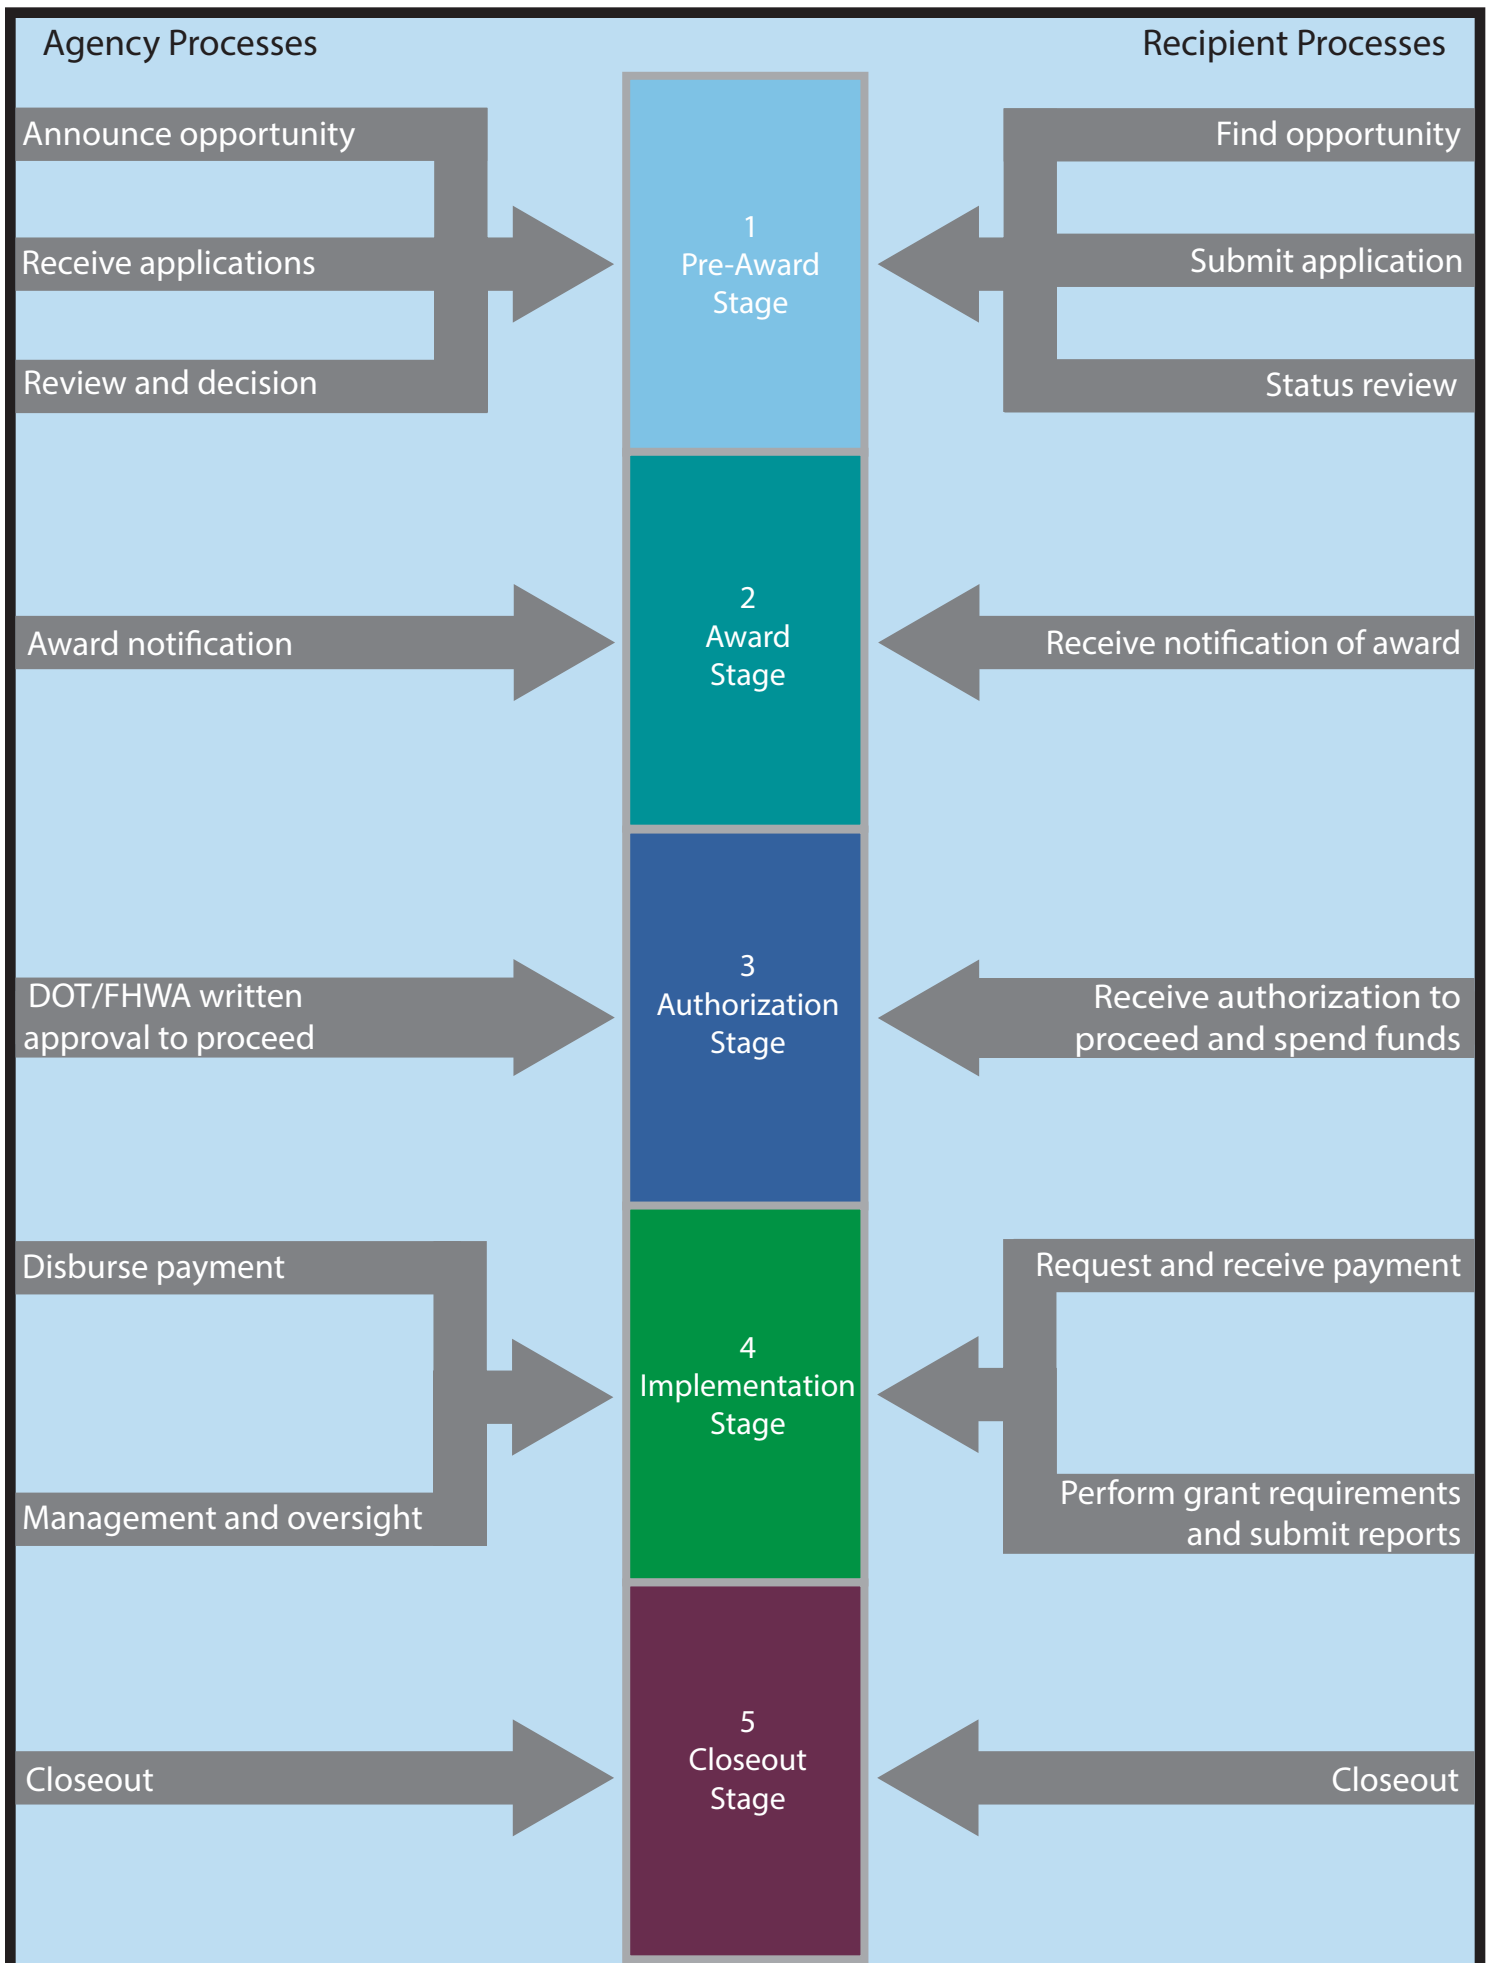 Agency Processes
Recipient Processes
Announce opportunity
Receive applications
Review and decision
1
Pre-Award
Stage
Find opportunity
Submit application
Status review
Award notification
2
Award
Stage
Receive notification of award
DOT/FHWA written
approval to proceed
3
Authorization
Stage
Receive authorization to
proceed and spend funds
Disburse payment
Management and oversight
4
Implementation
Stage
Request and receive payment
Perform grant requirements
and submit reports
Closeout
5
Closeout
Stage
Closeout